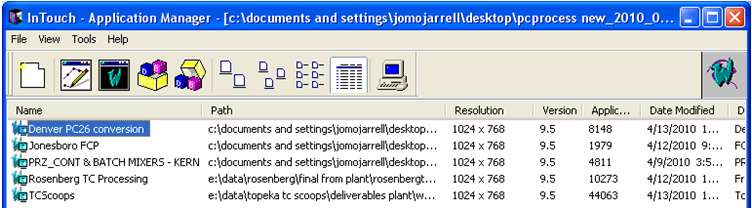 InTouch - Application Manager - [c:\documents and settings\jomojarrell\desktop\pcprocess new_2010_0...
File View Tools Help
Name Path Resolution Version Applic... Date Modified D
Denver PC26 conversion c:\documents and settings\jomojarrell\desktop... 1024 x 768 9.5 8148 4/13/2010 1... De
Jonesboro FCP c:\documents and settings\jomojarrell\desktop... 1024 x 768 9.5 1979 4/12/2010 9:... FC
PRZ_CONT & BATCH MIXERS - KERN c:\documents and settings\jomojarrell\desktop... 1024 x 768 9.5 4811 4/9/2010 3:5... PR
Rosenberg TC Processing e:\data\rosenberg\final from plant\rosenbergt... 1024 x 768 9.5 10273 4/12/2010 1... Fr
TCScoops e:\data\topeka tc scoops\deliverables plant\w... 1024 x 768 9.5 44063 4/13/2010 1... Tc